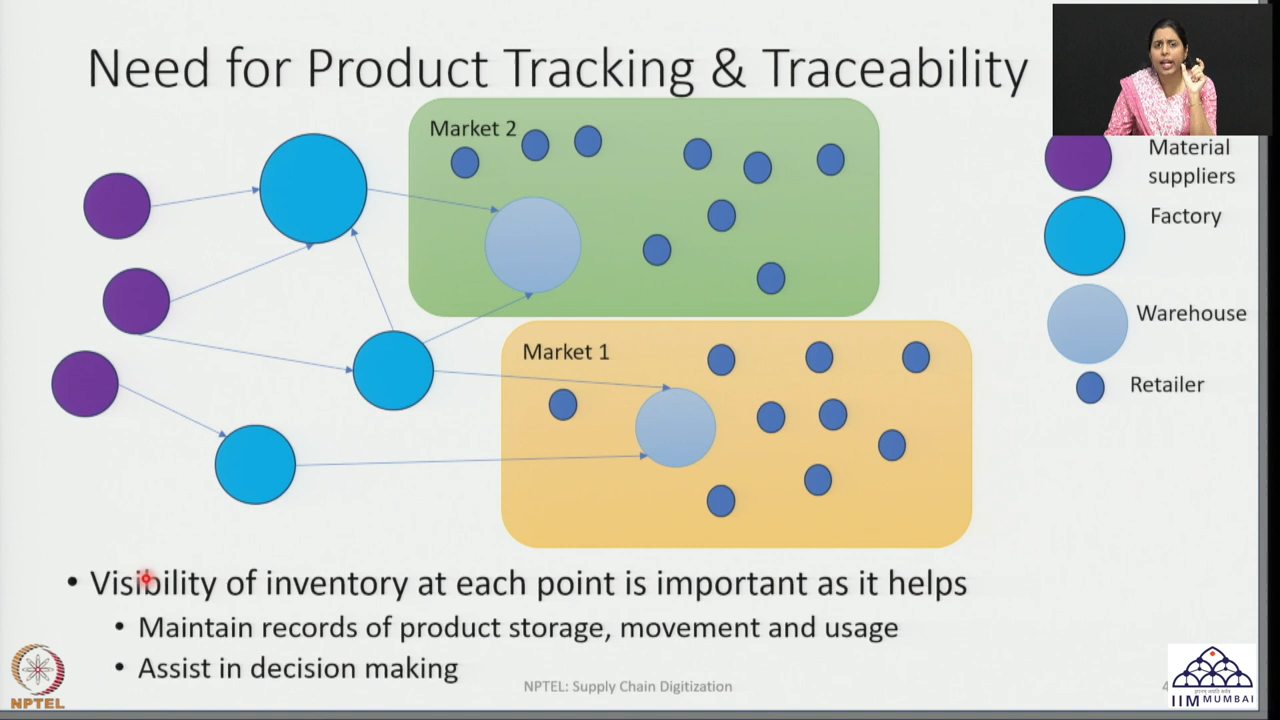 Need for Product Tracking & Traceability
Market 2
Market 1
Material
suppliers
Factory
Warehouse
Retailer
• Visibility of inventory at each point is important as it helps
• Maintain records of product storage, movement and usage
• Assist in decision making
NPTEL
NPTEL: Supply Chain Digitization
4
IIM MUMBAI